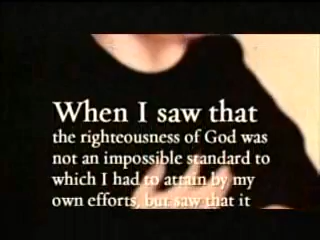 When I saw that
the righteousness of God was
not an impossible standard to
which I had to attain by my
own efforts, but saw that it